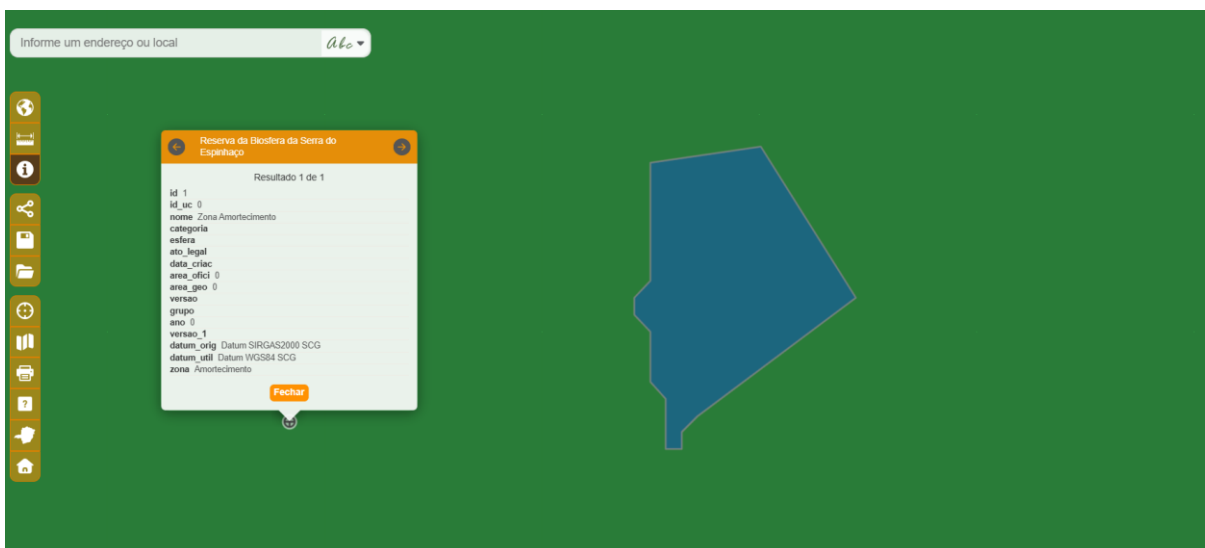 Informe um endereço ou local
Abc
Reserva da Biosfera da Serra do
Espinhaço
Resultado 1 de 1
id 1
id_uc 0
nome Zona Amortecimento
categoria
esfera
ato_legal
data_criac
area_ofici 0
area_geo 0
versao
grupo
ano 0
versao_1
datum_orig Datum SIRGAS2000 SCG
datum_util Datum WGS84 SCG
zona Amortecimento
Fechar